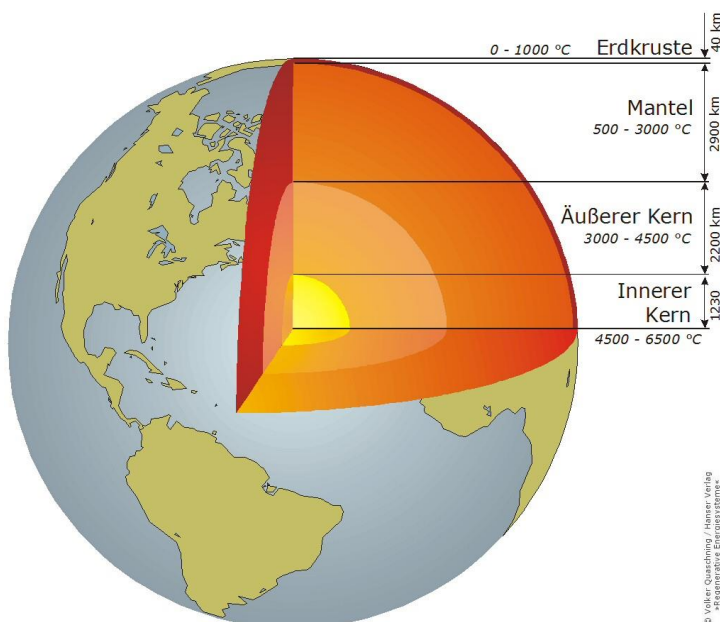 40 km
0 - 1000 °C Erdkruste
Mantel
500 - 3000 °C
2900 km
Äußerer Kern
3000 - 4500 °C
2200 km
Innerer
Kern
1230
4500 - 6500 °C
© Volker Quaschning / Hanser Verlag
»Regenerative Energiesysteme«